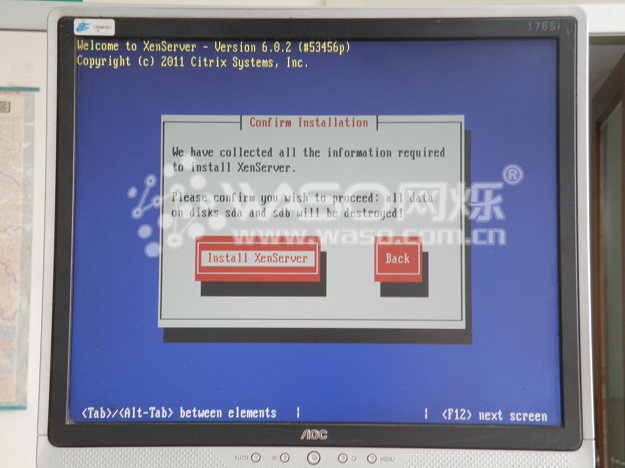 176Si
Welcome to XenServer - Version 6.0.2 (#53456p)
Copyright (c) 2011 Citrix Systems, Inc.
Confirm Installation
We have collected all the information required
to install XenServer.
Please confirm you wish to proceed: all data
on disks sda and sdb will be destroyed!
WASO网烁®
www.waso.com.cn
Install XenServer
Back
<Tab>/<Alt-Tab> between elements | | <F12> next screen
AOC
AUTO
MENU